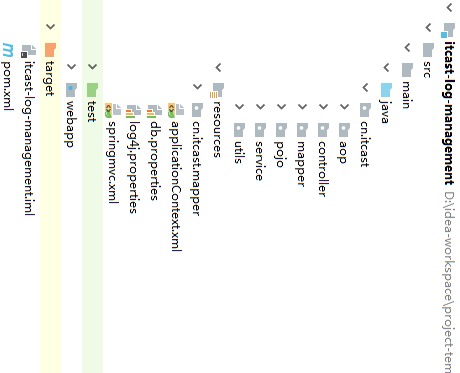 itcast-log-management D:\idea-workspace\project-tem
src
main
java
cn.itcast
aop
controller
mapper
pojo
service
utils
resources
cn.itcast.mapper
applicationContext.xml
db.properties
log4j.properties
springmvc.xml
test
webapp
target
itcast-log-management.iml
pom.xml